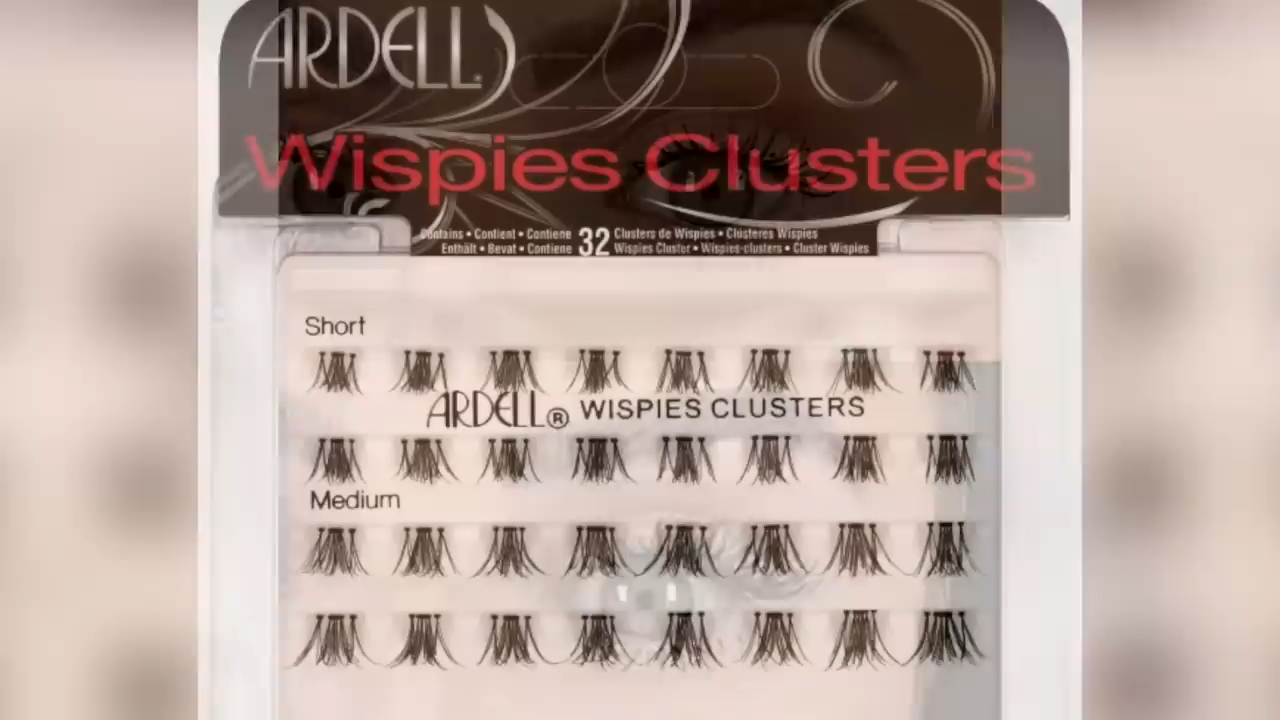 ARDELL®
Wispies Clusters
Contains • Contient • Contiene 32 Clusters de Wispies • Clústeres Wispies
Enthält • Bevat • Contiene Wispies Cluster • Wispies-clusters • Cluster Wispies
Short
ARDELL® WISPIES CLUSTERS
Medium